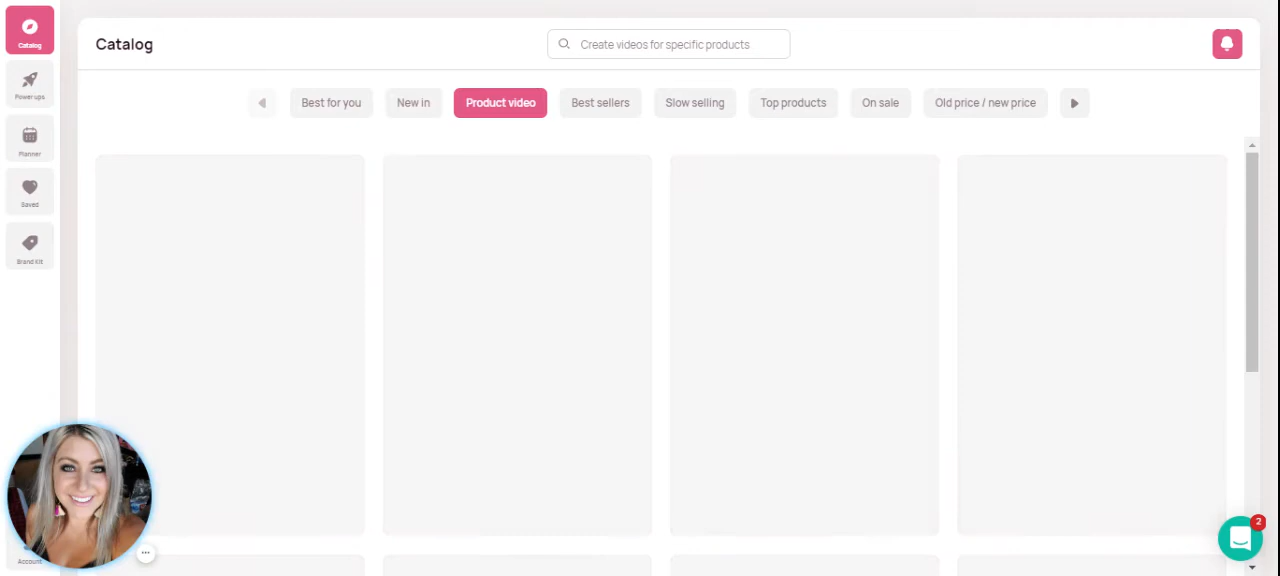 Catalog
Catalog
Create videos for specific products
Best for you
New in
Product video
Best sellers
Slow selling
Top products
On sale
Old price / new price
Power ups
Planner
Saved
Brand Kit
Account
2